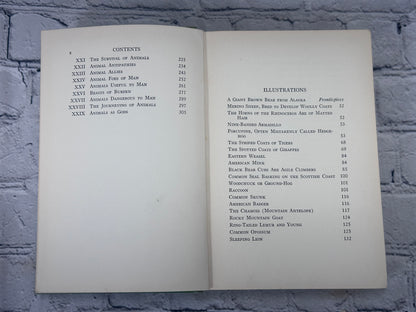 x
CONTENTS
XXI The Survival of Animals 225
XXII Animal Antipathies 234
XXIII Animal Allies 241
XXIV Animal Foes of Man 252
XXV Animals Useful to Man 265
XXVI Beasts of Burden 277
XXVII Animals Dangerous to Man 291
XXVIII The Journeying of Animals 297
XXIX Animals as Gods 305
ILLUSTRATIONS
A Giant Brown Bear from Alaska Frontispiece
Merino Sheep, Bred to Develop Woolly Coats 52
The Horns of the Rhinoceros Are of Matted
Hair 52
Nine-Banded Armadillo 53
Porcupine, Often Mistakenly Called Hedge-
hog 53
The Striped Coats of Tigers 68
The Spotted Coats of Giraffes 69
Eastern Weasel 84
American Mink 84
Black Bear Cubs Are Agile Climbers 85
Common Seal Basking on the Scottish Coast 100
Woodchuck or Ground-Hog 101
Raccoon 101
Common Skunk 116
American Badger 116
The Chamois (Mountain Antelope) 117
Rocky Mountain Goat 124
Ring-Tailed Lemur and Young 125
Common Opossum 125
Sleeping Lion 132